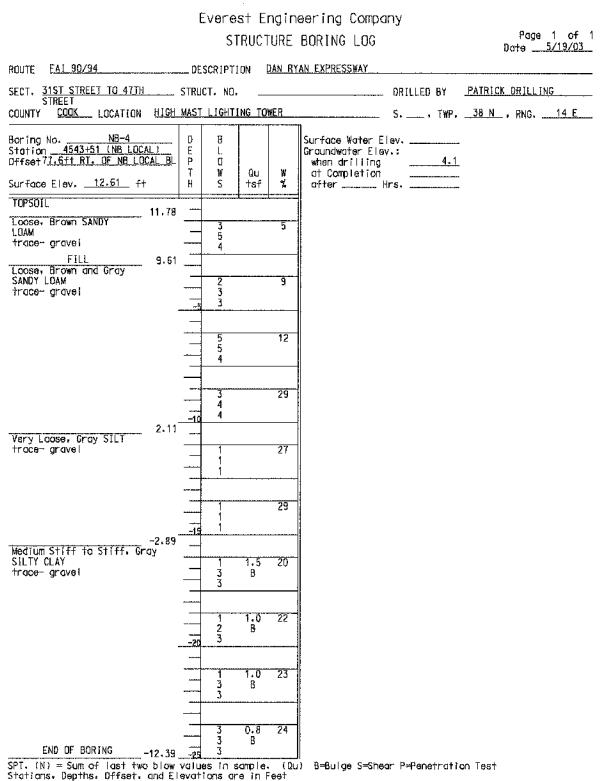 Everest Engineering Company
STRUCTURE BORING LOG
Page 1 of 1
Date 5/19/03
ROUTE FAI 90/94 DESCRIPTION DAN RYAN EXPRESSWAY
SECT. 31ST STREET TO 47TH STREET STRUCT. NO. DRILLED BY PATRICK DRILLING
COUNTY COOK LOCATION HIGH MAST LIGHTING TOWER S. , TWP. 38 N , RNG. 14 E
Boring No. NB-4
Station 4543+51 (NB LOCAL)
Offset 77.6ft RT. OF NB LOCAL BL
Surface Elev. 12.61 ft
DEPTH BLOWS Qu tsf W %
Surface Water Elev.
Groundwater Elev.:
when drilling 4.1
at Completion
after Hrs.
TOPSOIL
11.78
Loose, Brown SANDY 3 5
LOAM 5
trace- gravel 4
FILL 9.61
Loose, Brown and Gray
SANDY LOAM 2 9
trace- gravel 3
-5 3
5 12
5
4
3 29
4
-10 4
2.11
Very Loose, Gray SILT
trace- gravel 1 27
1
1
1 29
1
-15 1
-2.89
Medium Stiff to Stiff, Gray
SILTY CLAY 1 1.5 20
trace- gravel 3 B
3
1 1.0 22
2 B
-20 3
1 1.0 23
3 B
3
3 0.8 24
3 B
END OF BORING -12.39 -25 3
SPT. (N) = Sum of last two blow values in sample. (Qu) B=Bulge S=Shear P=Penetration Test
Stations, Depths, Offset, and Elevations are in Feet